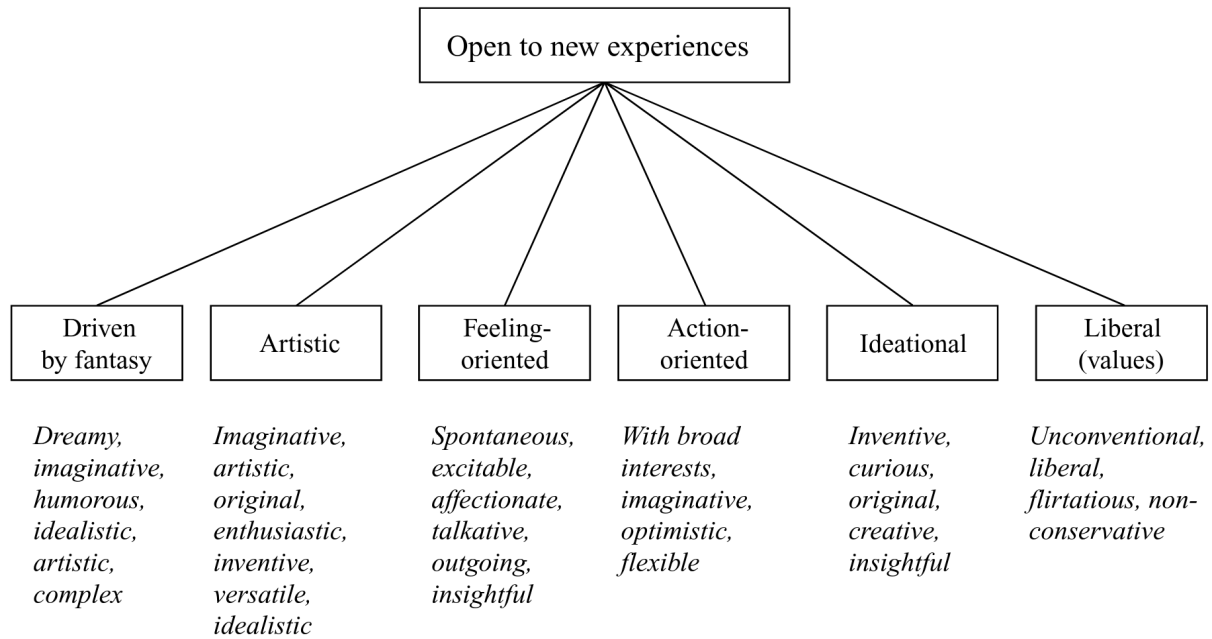 Open to new experiences
Driven
by fantasy
Artistic
Feeling-
oriented
Action-
oriented
Ideational
Liberal
(values)
Dreamy,
imaginative,
humorous,
idealistic,
artistic,
complex
Imaginative,
artistic,
original,
enthusiastic,
inventive,
versatile,
idealistic
Spontaneous,
excitable,
affectionate,
talkative,
outgoing,
insightful
With broad
interests,
imaginative,
optimistic,
flexible
Inventive,
curious,
original,
creative,
insightful
Unconventional,
liberal,
flirtatious, non-
conservative